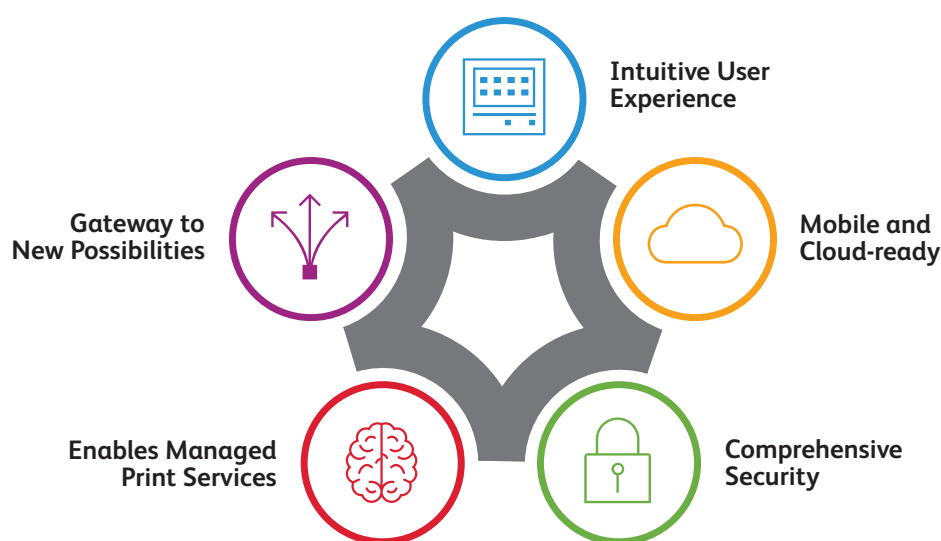 Intuitive User
Experience
Gateway to
New Possibilities
Mobile and
Cloud-ready
Enables Managed
Print Services
Comprehensive
Security